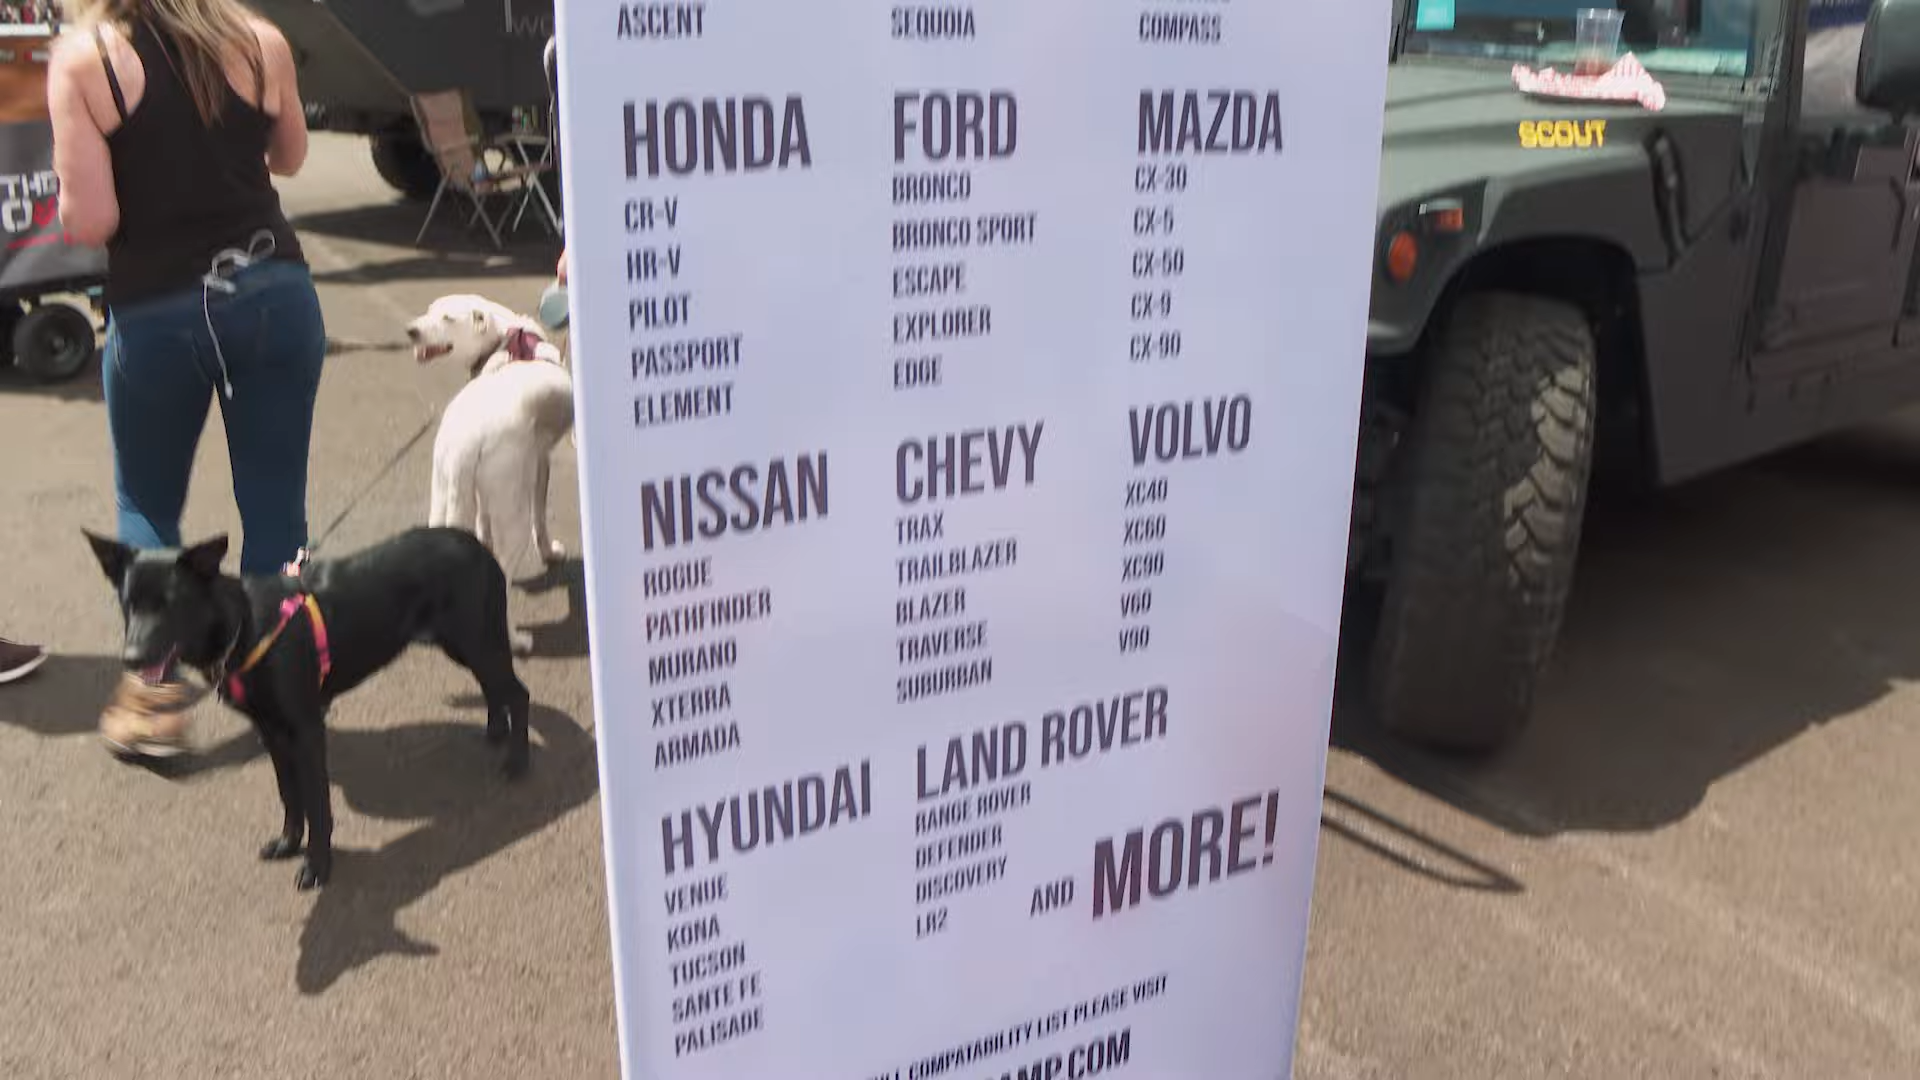 ASCENT
SEQUOIA
COMPASS
HONDA
CR-V
HR-V
PILOT
PASSPORT
ELEMENT
FORD
BRONCO
BRONCO SPORT
ESCAPE
EXPLORER
EDGE
MAZDA
CX-30
CX-5
CX-50
CX-9
CX-90
NISSAN
ROGUE
PATHFINDER
MURANO
XTERRA
ARMADA
CHEVY
TRAX
TRAILBLAZER
BLAZER
TRAVERSE
SUBURBAN
VOLVO
XC40
XC60
XC90
V60
V90
HYUNDAI
VENUE
KONA
TUCSON
SANTE FE
PALISADE
LAND ROVER
RANGE ROVER
DEFENDER
DISCOVERY
LR2
AND MORE!
COMPATABILITY LIST PLEASE VISIT
AMP.COM
SCOUT
THE